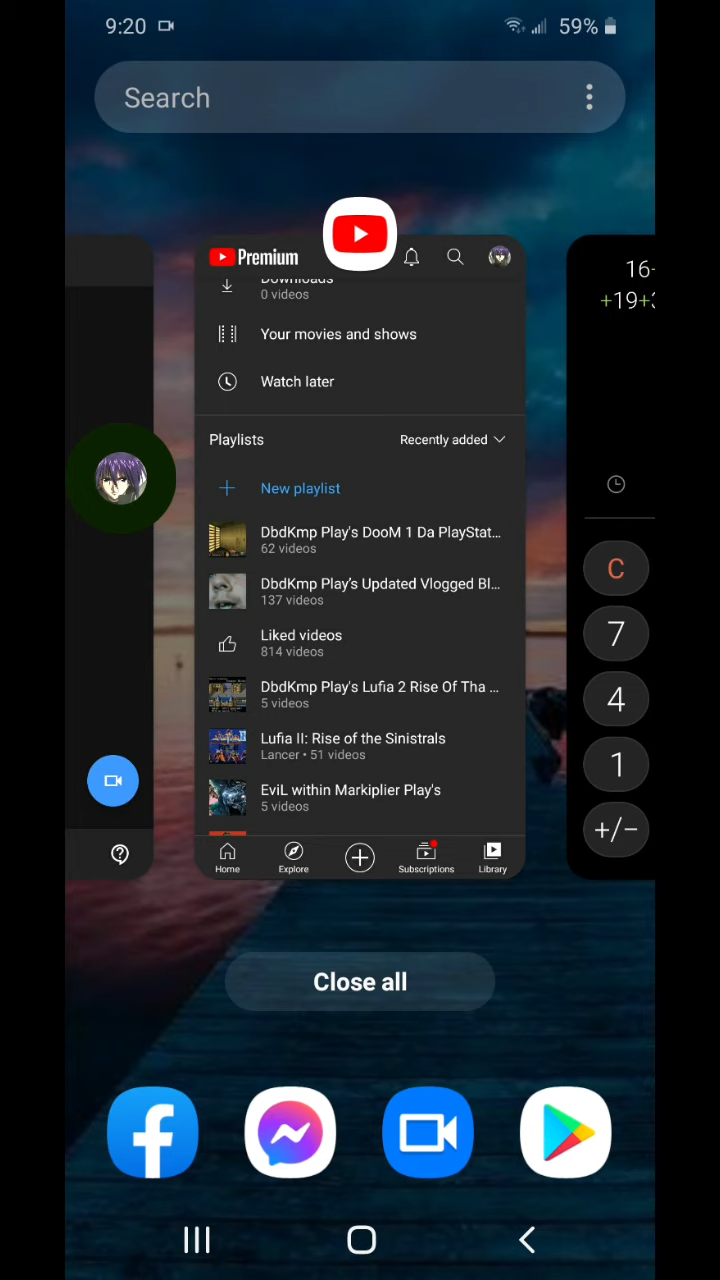 9:20
59%
Search
Premium
Downloads
0 videos
Your movies and shows
Watch later
Playlists
Recently added
New playlist
DbdKmp Play's DooM 1 Da PlayStat...
62 videos
DbdKmp Play's Updated Vlogged Bl...
137 videos
Liked videos
814 videos
DbdKmp Play's Lufia 2 Rise Of Tha ...
5 videos
Lufia II: Rise of the Sinistrals
Lancer • 51 videos
EviL within Markiplier Play's
5 videos
Home
Explore
Subscriptions
Library
16
+19+
C
7
4
1
+/−
Close all